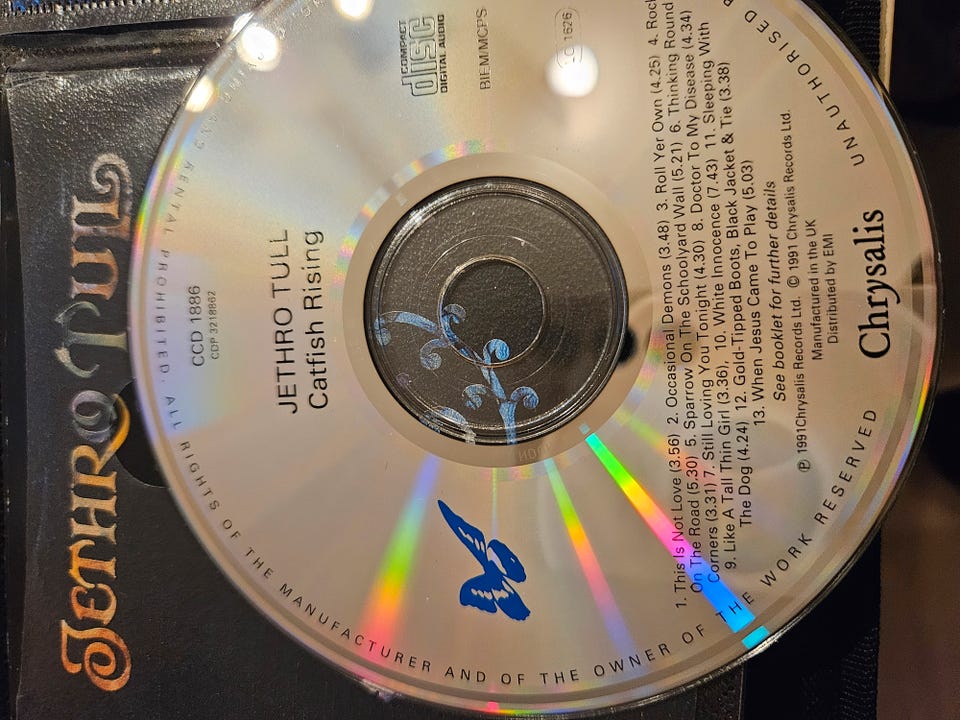 JETHRO TULL
CCD 1886
CDP 3218862
JETHRO TULL
Catfish Rising
COMPACT
disc
DIGITAL AUDIO
BIEM/MCPS
LC 1626
1. This Is Not Love (3.56) 2. Occasional Demons (3.48) 3. Roll Yer Own (4.25) 4. Rock
On The Road (5.30) 5. Sparrow On The Schoolyard Wall (5.21) 6. Thinking Round
Corners (3.31) 7. Still Loving You Tonight (4.30) 8. Doctor To My Disease (4.34)
9. Like A Tall Thin Girl (3.36), 10. White Innocence (7.43) 11. Sleeping With
The Dog (4.24) 12. Gold-Tipped Boots, Black Jacket & Tie (3.38)
13. When Jesus Came To Play (5.03)
See booklet for further details
℗ 1991 Chrysalis Records Ltd. © 1991 Chrysalis Records Ltd.
Manufactured in the UK
Distributed by EMI
Chrysalis
RENTAL PROHIBITED. ALL RIGHTS OF THE MANUFACTURER AND OF THE OWNER OF THE WORK RESERVED
UNAUTHORISED